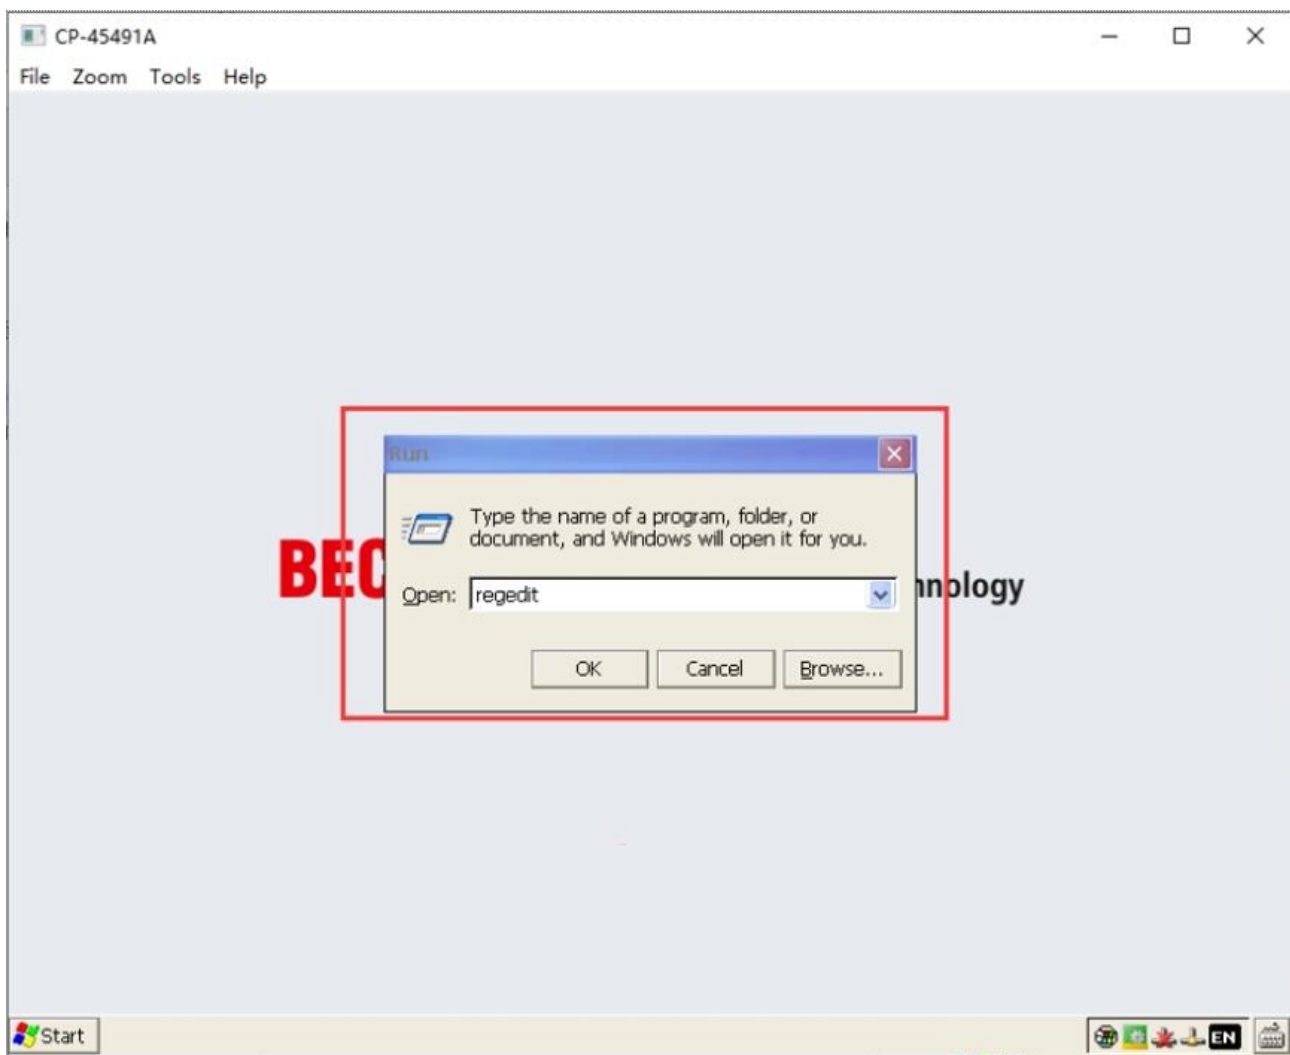 CP-45491A
File Zoom Tools Help
Run
Type the name of a program, folder, or
document, and Windows will open it for you.
BEC
Open: regedit
hnology
OK Cancel Browse...
Start
EN